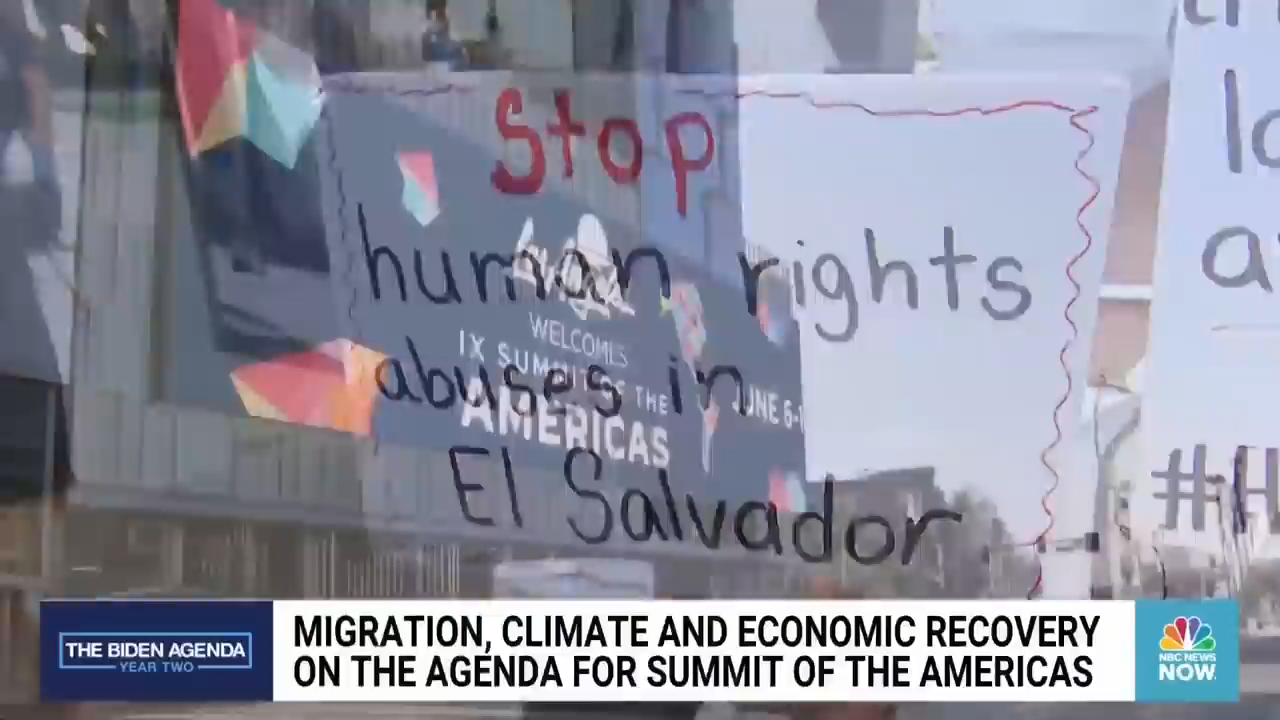 Stop
human rights
abuses in
El Salvador
WELCOMES
IX SUMMIT OF THE
AMERICAS
JUNE 6-1
#H
THE BIDEN AGENDA
YEAR TWO
MIGRATION, CLIMATE AND ECONOMIC RECOVERY
ON THE AGENDA FOR SUMMIT OF THE AMERICAS
NBC NEWS
NOW